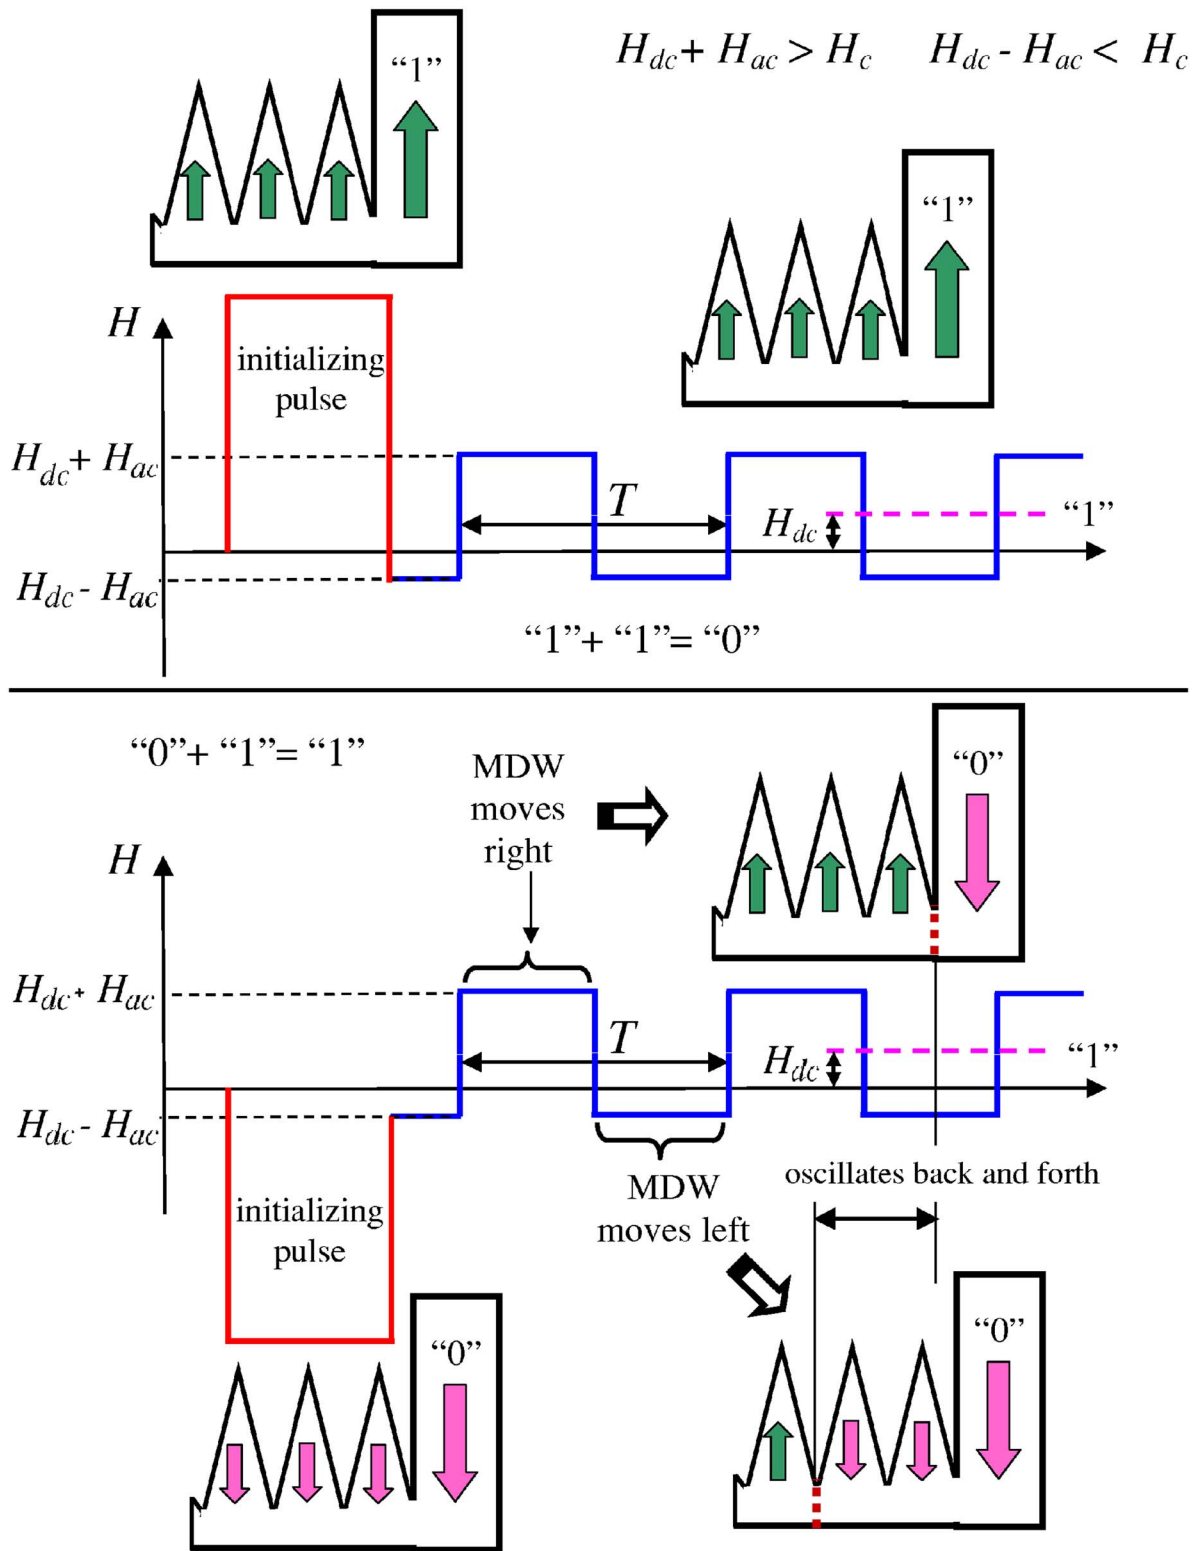 “1”
H_dc + H_ac > H_c H_dc - H_ac < H_c
“1”
H
initializing
pulse
H_dc + H_ac
T
H_dc
“1”
H_dc - H_ac
“1”+ “1”= “0”
“0”+ “1”= “1”
MDW
moves
right
“0”
H
H_dc + H_ac
T
H_dc
“1”
H_dc - H_ac
initializing
pulse
MDW
moves left
oscillates back and forth
“0”
“0”